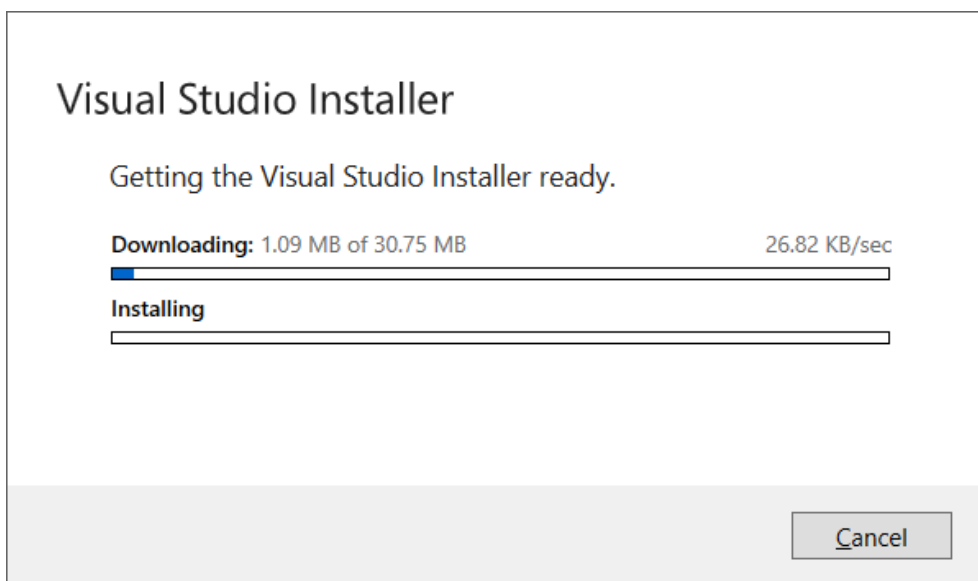 Visual Studio Installer
Getting the Visual Studio Installer ready.
Downloading: 1.09 MB of 30.75 MB 26.82 KB/sec
Installing
Cancel